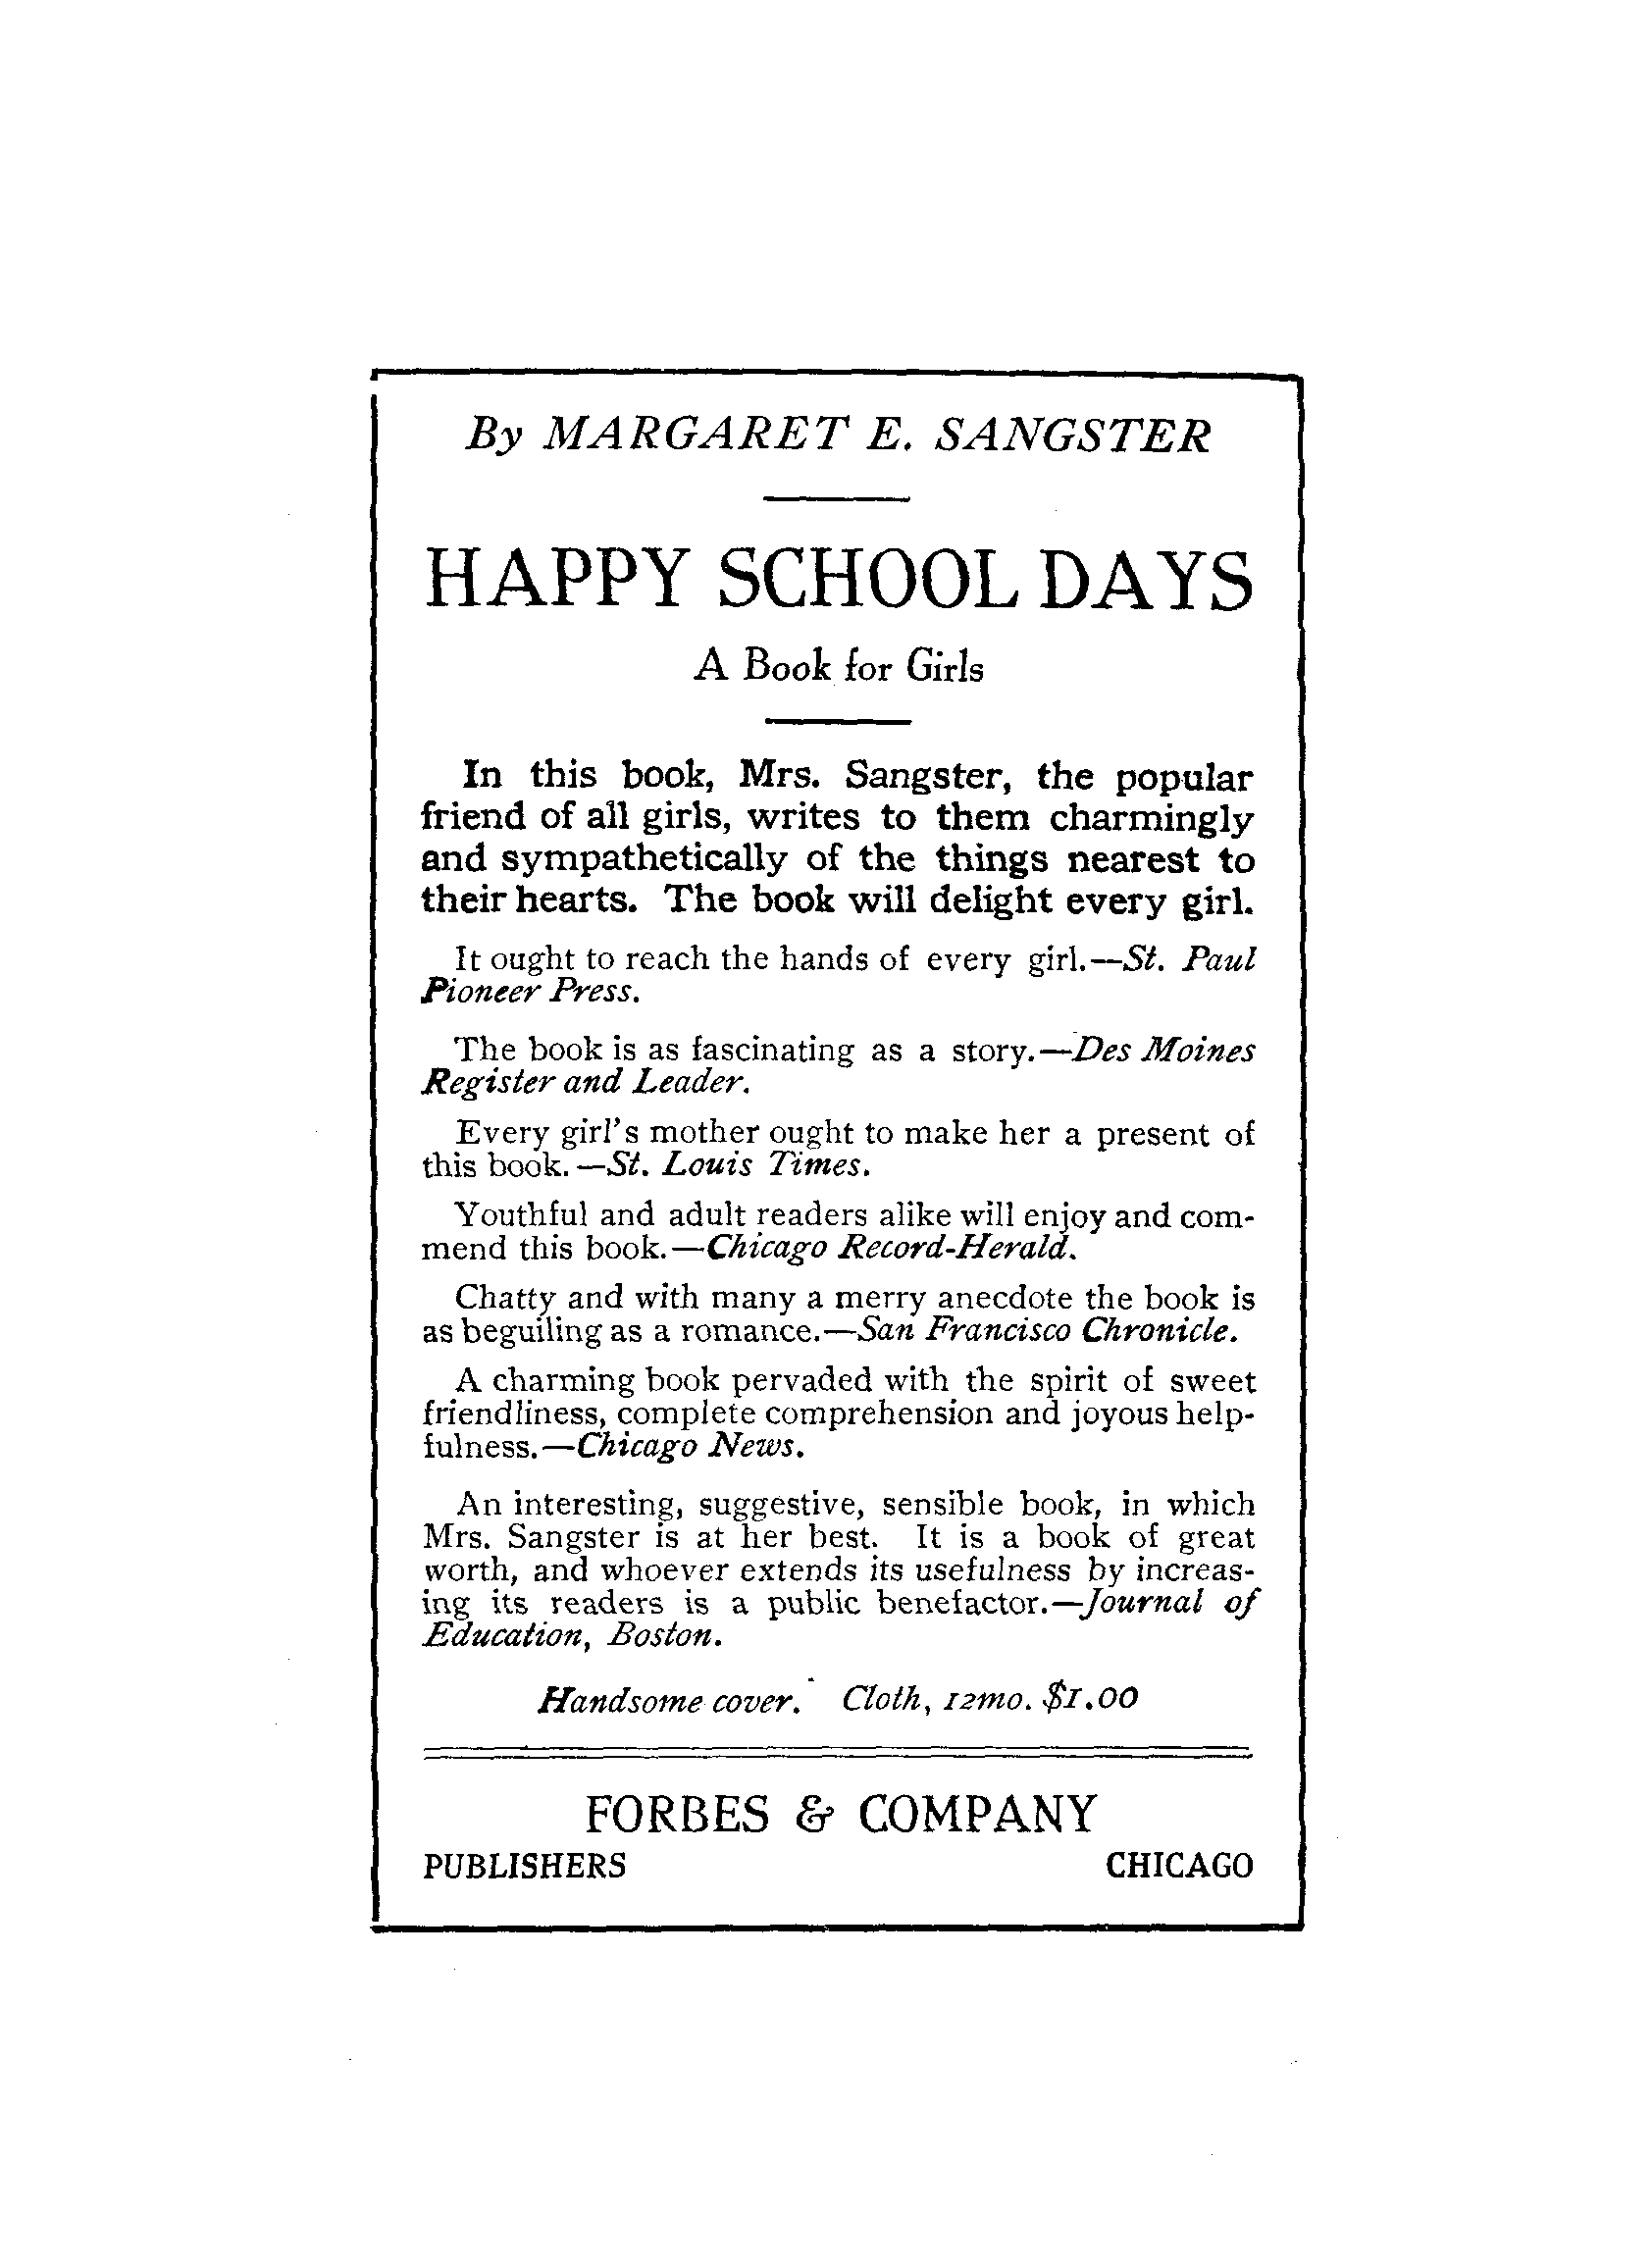 By MARGARET E. SANGSTER
HAPPY SCHOOL DAYS
A Book for Girls
In this book, Mrs. Sangster, the popular
friend of all girls, writes to them charmingly
and sympathetically of the things nearest to
their hearts. The book will delight every girl.
It ought to reach the hands of every girl.—St. Paul
Pioneer Press.
The book is as fascinating as a story.—Des Moines
Register and Leader.
Every girl's mother ought to make her a present of
this book.—St. Louis Times.
Youthful and adult readers alike will enjoy and com-
mend this book.—Chicago Record-Herald.
Chatty and with many a merry anecdote the book is
as beguiling as a romance.—San Francisco Chronicle.
A charming book pervaded with the spirit of sweet
friendliness, complete comprehension and joyous help-
fulness.—Chicago News.
An interesting, suggestive, sensible book, in which
Mrs. Sangster is at her best. It is a book of great
worth, and whoever extends its usefulness by increas-
ing its readers is a public benefactor.—Journal of
Education, Boston.
Handsome cover. Cloth, 12mo. $1.00
FORBES & COMPANY
PUBLISHERS CHICAGO